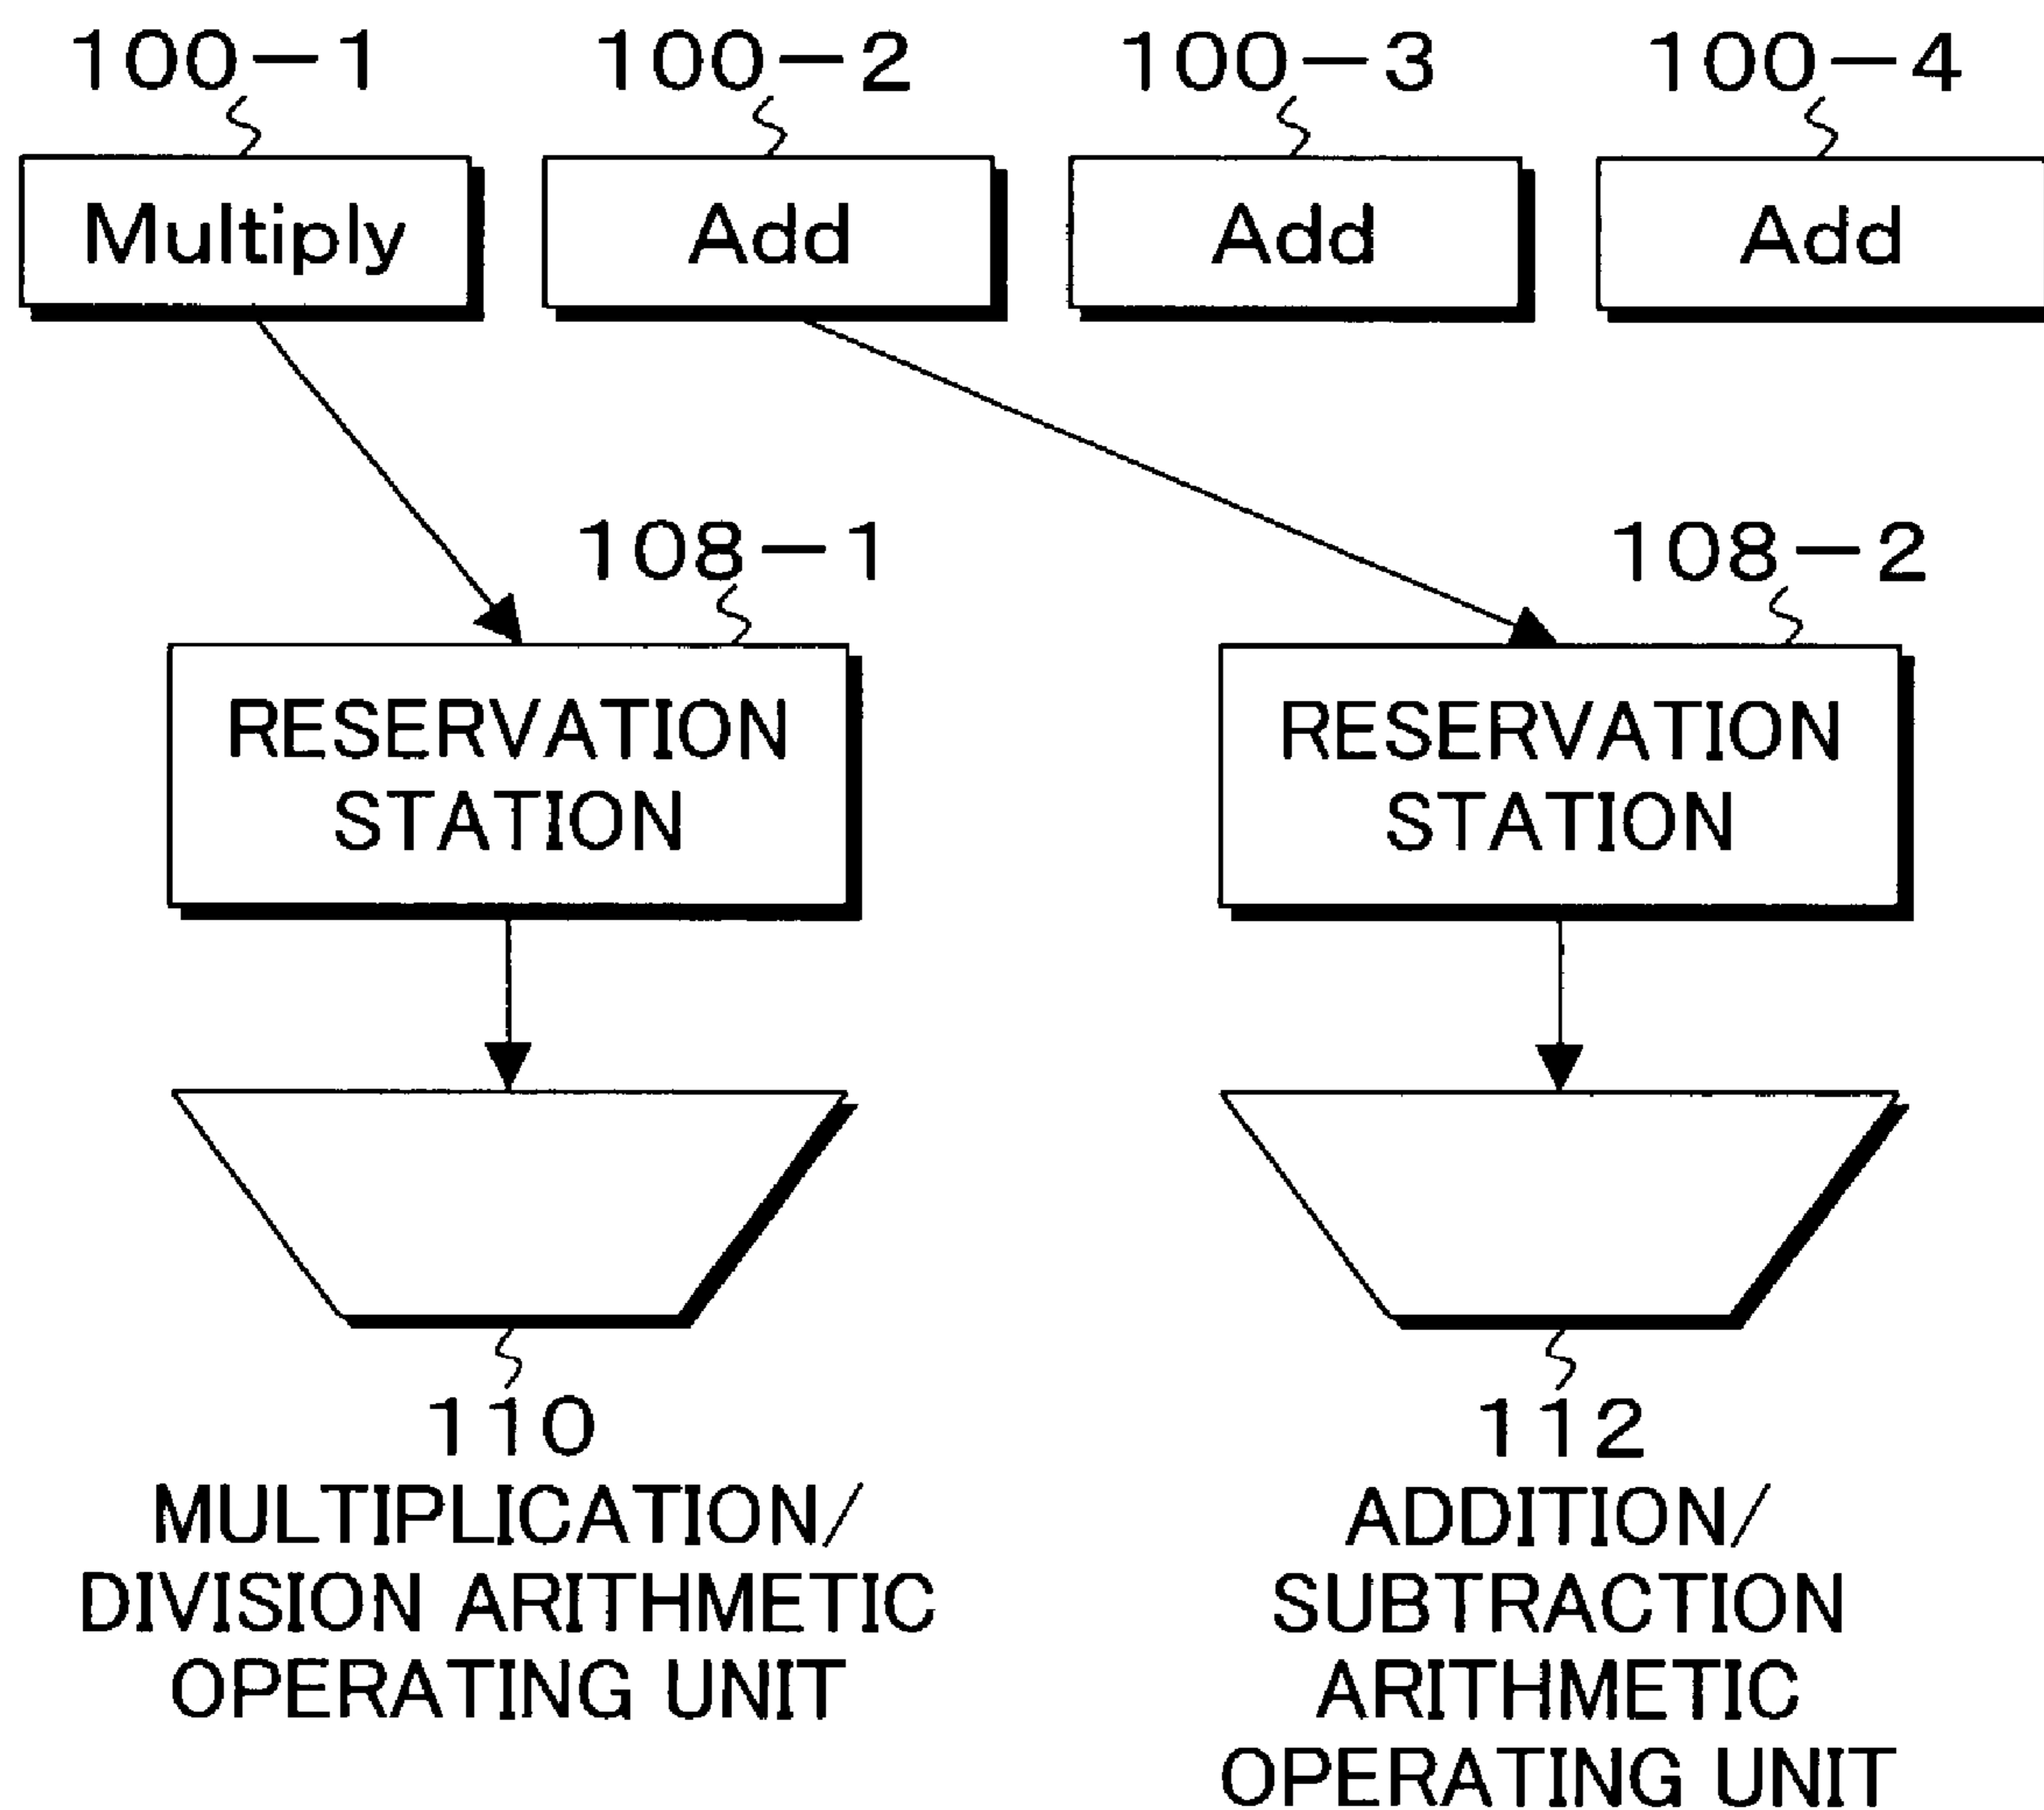 100-1 100-2 100-3 100-4
Multiply Add Add Add
108-1 108-2
RESERVATION
STATION
RESERVATION
STATION
110
MULTIPLICATION/
DIVISION ARITHMETIC
OPERATING UNIT
112
ADDITION/
SUBTRACTION
ARITHMETIC
OPERATING UNIT